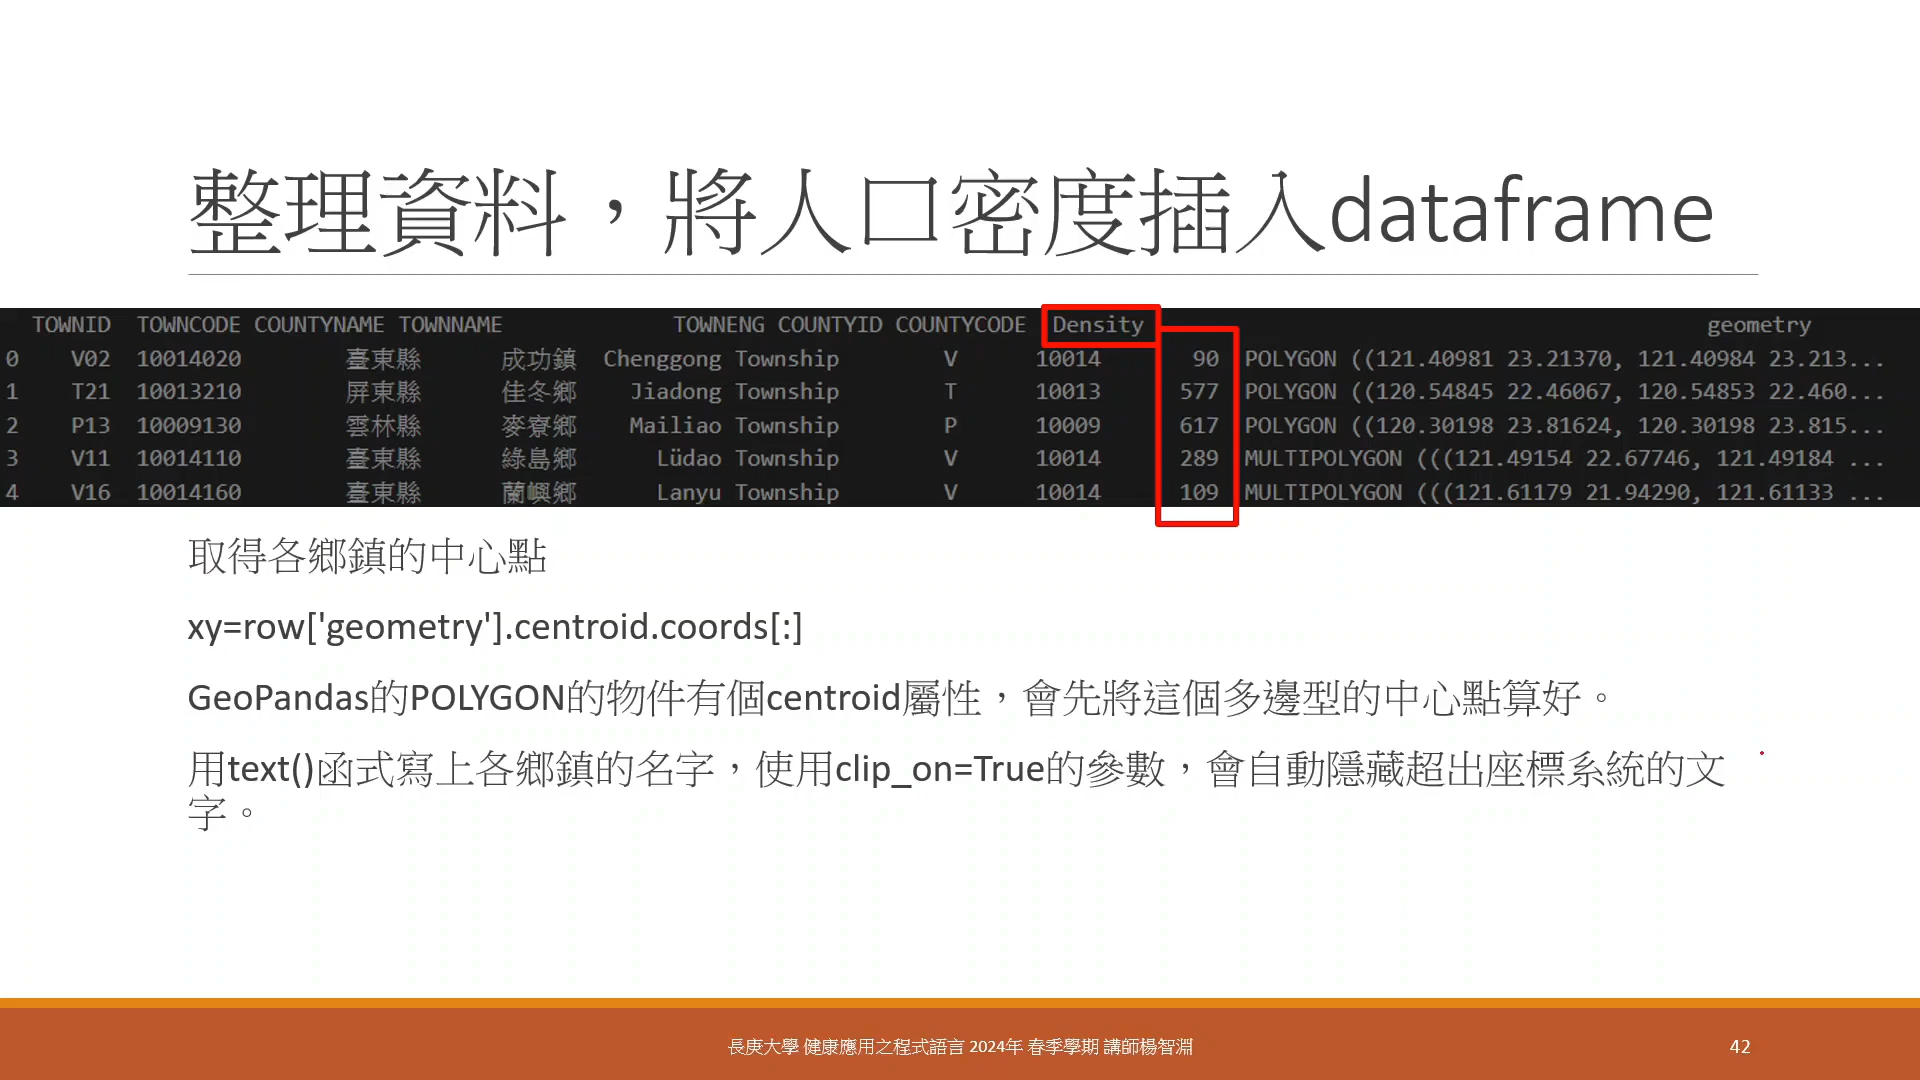 整理資料，將人口密度插入dataframe
TOWNID TOWNCODE COUNTYNAME TOWNNAME TOWNENG COUNTYID COUNTYCODE Density geometry
0 V02 10014020 臺東縣 成功鎮 Chenggong Township V 10014 90 POLYGON ((121.40981 23.21370, 121.40984 23.213...
1 T21 10013210 屏東縣 佳冬鄉 Jiadong Township T 10013 577 POLYGON ((120.54845 22.46067, 120.54853 22.460...
2 P13 10009130 雲林縣 麥寮鄉 Mailiao Township P 10009 617 POLYGON ((120.30198 23.81624, 120.30198 23.815...
3 V11 10014110 臺東縣 綠島鄉 Lüdao Township V 10014 289 MULTIPOLYGON (((121.49154 22.67746, 121.49184 ...
4 V16 10014160 臺東縣 蘭嶼鄉 Lanyu Township V 10014 109 MULTIPOLYGON (((121.61179 21.94290, 121.61133 ...
取得各鄉鎮的中心點
xy=row['geometry'].centroid.coords[:]
GeoPandas的POLYGON的物件有個centroid屬性，會先將這個多邊型的中心點算好。
用text()函式寫上各鄉鎮的名字，使用clip_on=True的參數，會自動隱藏超出座標系統的文
字。
長庚大學 健康應用之程式語言 2024年 春季學期 講師楊智淵
42